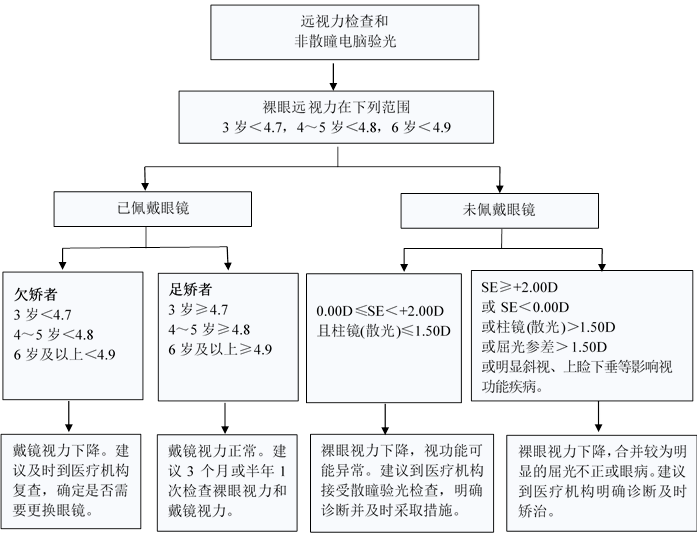 远视力检查和
非散瞳电脑验光
裸眼远视力在下列范围
3 岁＜4.7，4～5 岁＜4.8，6 岁＜4.9
已佩戴眼镜
未佩戴眼镜
欠矫者
3 岁＜4.7
4～5 岁＜4.8
6 岁及以上＜4.9
足矫者
3 岁≥4.7
4～5 岁≥4.8
6 岁及以上≥4.9
0.00D≤SE＜+2.00D
且柱镜(散光)≤1.50D
SE≥+2.00D
或 SE＜0.00D
或柱镜(散光)＞1.50D
或屈光参差＞1.50D
或明显斜视、上睑下垂等影响视
功能疾病。
戴镜视力下降。建
议及时到医疗机构
复查，确定是否需
要更换眼镜。
戴镜视力正常。建
议 3 个月或半年 1
次检查裸眼视力和
戴镜视力。
裸眼视力下降，视功能可
能异常。建议到医疗机构
接受散瞳验光检查，明确
诊断并及时采取措施。
裸眼视力下降，合并较为明
显的屈光不正或眼病。建议
到医疗机构明确诊断及时
矫治。